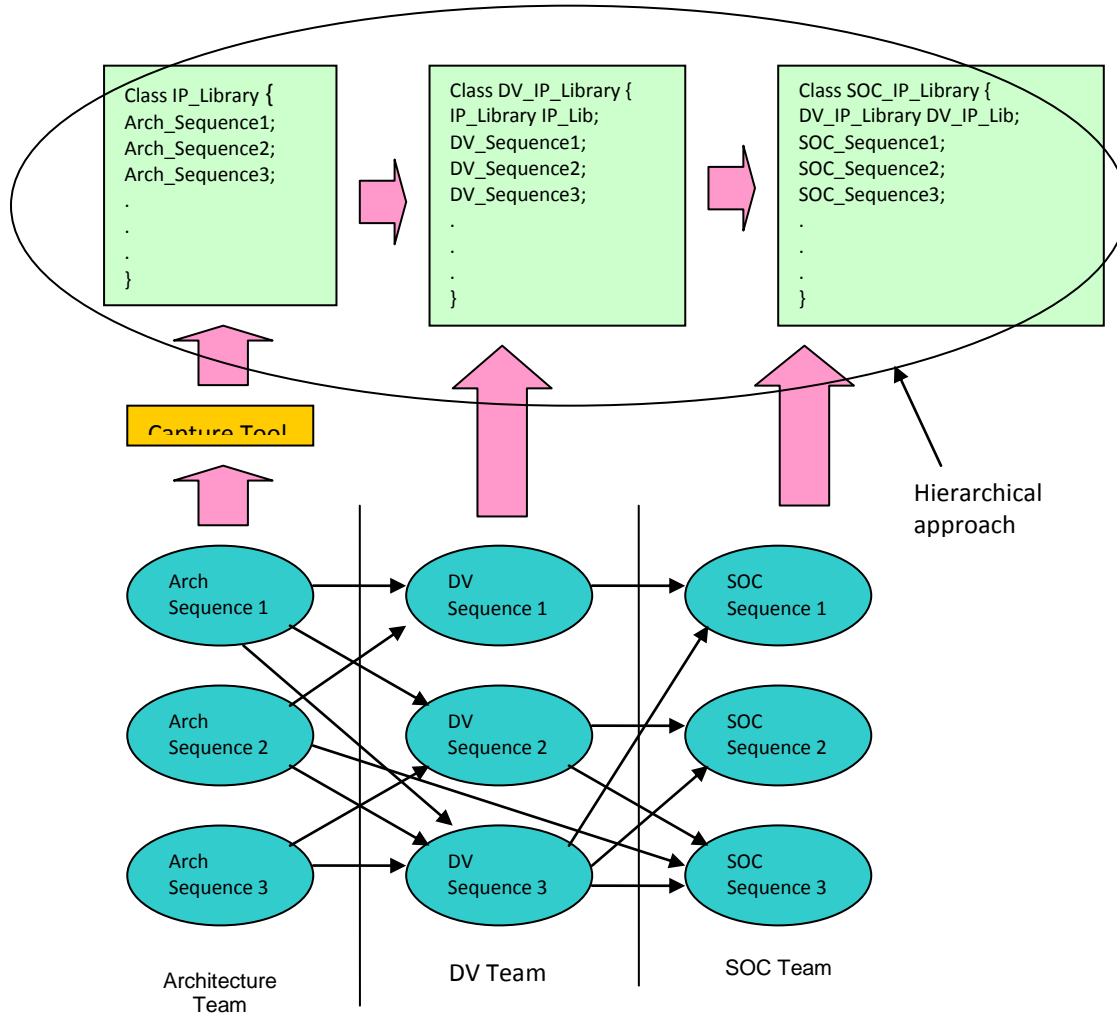 Class IP_Library {
Arch_Sequence1;
Arch_Sequence2;
Arch_Sequence3;
.
.
.
}
Class DV_IP_Library {
IP_Library IP_Lib;
DV_Sequence1;
DV_Sequence2;
DV_Sequence3;
.
.
.
}
Class SOC_IP_Library {
DV_IP_Library DV_IP_Lib;
SOC_Sequence1;
SOC_Sequence2;
SOC_Sequence3;
.
.
.
}
Capture Tool
Hierarchical
approach
Arch
Sequence 1
DV
Sequence 1
SOC
Sequence 1
Arch
Sequence 2
DV
Sequence 2
SOC
Sequence 2
Arch
Sequence 3
DV
Sequence 3
SOC
Sequence 3
Architecture
Team
DV Team
SOC Team